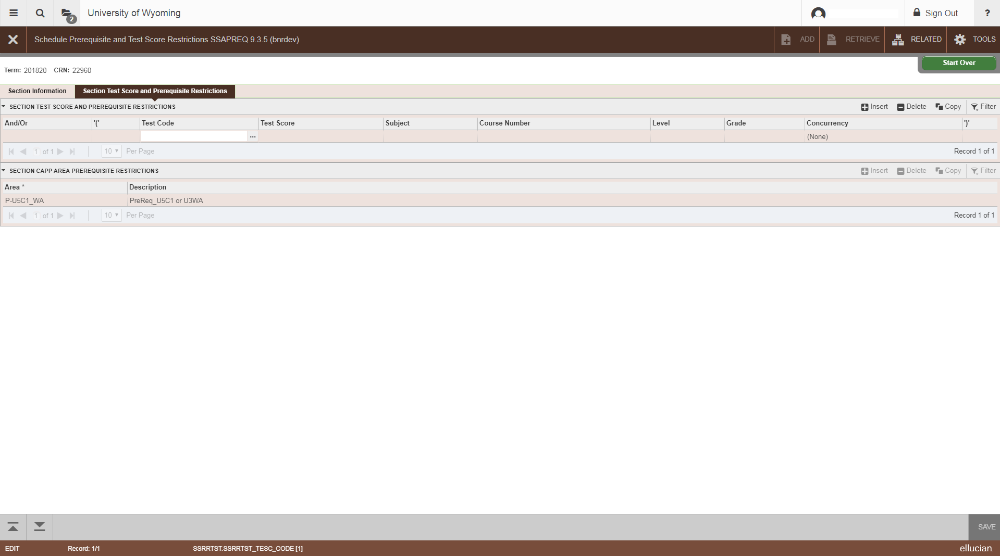 2 University of Wyoming Sign Out ?
Schedule Prerequisite and Test Score Restrictions SSAPREQ 9.3.5 (bnrdev) ADD RETRIEVE RELATED TOOLS
Start Over
Term: 201820 CRN: 22960
Section Information Section Test Score and Prerequisite Restrictions
SECTION TEST SCORE AND PREREQUISITE RESTRICTIONS Insert Delete Copy Filter
And/Or '(' Test Code Test Score Subject Course Number Level Grade Concurrency ')'
... (None)
1 of 1 10 Per Page Record 1 of 1
SECTION CAPP AREA PREREQUISITE RESTRICTIONS Insert Delete Copy Filter
Area * Description
P-U5C1_WA PreReq_U5C1 or U3WA
1 of 1 10 Per Page Record 1 of 1
SAVE
EDIT Record: 1/1 SSRRTST.SSRRTST_TESC_CODE [1] ellucian